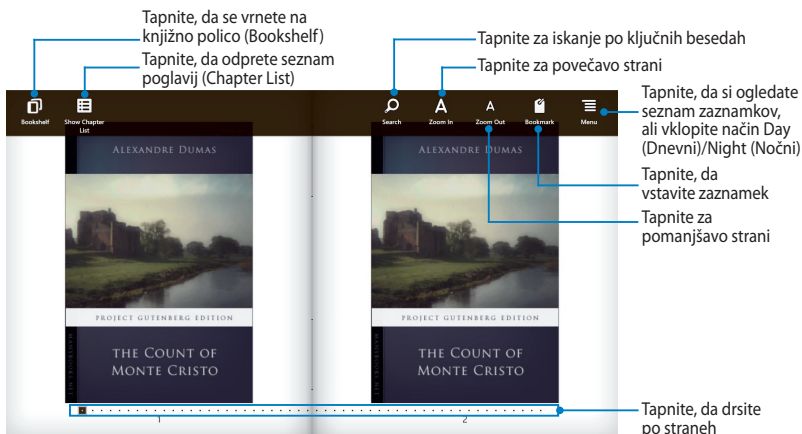 Tapnite, da se vrnete na
knjižno polico (Bookshelf)
Tapnite, da odprete seznam
poglavij (Chapter List)
Tapnite za iskanje po ključnih besedah
Tapnite za povečavo strani
Tapnite, da si ogledate
seznam zaznamkov,
ali vklopite način Day
(Dnevni)/Night (Nočni)
Tapnite, da
vstavite zaznamek
Tapnite za
pomanjšavo strani
Bookshelf
Show Chapter
List
Search
Zoom In
Zoom Out
Bookmark
Menu
ALEXANDRE DUMAS
PROJECT GUTENBERG EDITION
THE COUNT OF
MONTE CRISTO
1
ALEXANDRE DUMAS
PROJECT GUTENBERG EDITION
THE COUNT OF
MONTE CRISTO
2
Tapnite, da drsite
po straneh